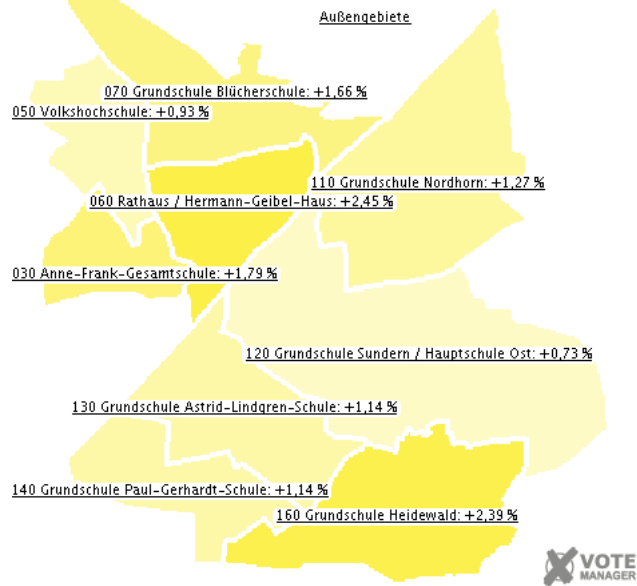 Außengebiete
070 Grundschule Blücherschule: +1,66 %
050 Volkshochschule: +0,93 %
110 Grundschule Nordhorn: +1,27 %
060 Rathaus / Hermann-Geibel-Haus: +2,45 %
030 Anne-Frank-Gesamtschule: +1,79 %
120 Grundschule Sundern / Hauptschule Ost: +0,73 %
130 Grundschule Astrid-Lindgren-Schule: +1,14 %
140 Grundschule Paul-Gerhardt-Schule: +1,14 %
160 Grundschule Heidewald: +2,39 %
VOTE
MANAGER